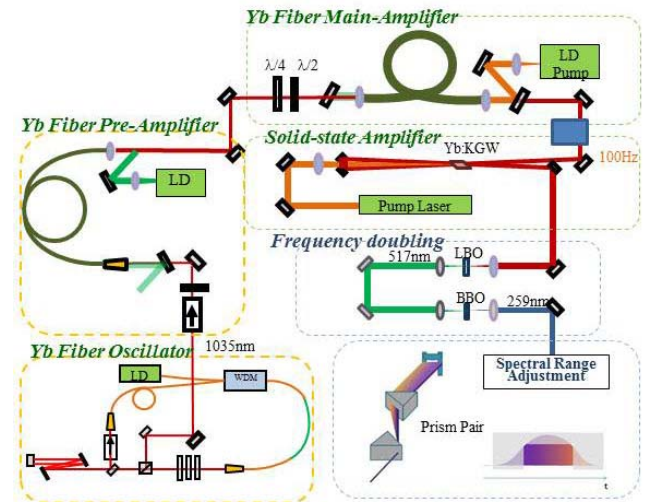 Yb Fiber Main-Amplifier
λ/4 λ/2
LD
Pump
Yb Fiber Pre-Amplifier
LD
Solid-state Amplifier
Yb:KGW
100Hz
Pump Laser
Frequency doubling
517nm
LBO
BBO
259nm
1035nm
Yb Fiber Oscillator
LD
WDM
Spectral Range
Adjustment
Prism Pair
t